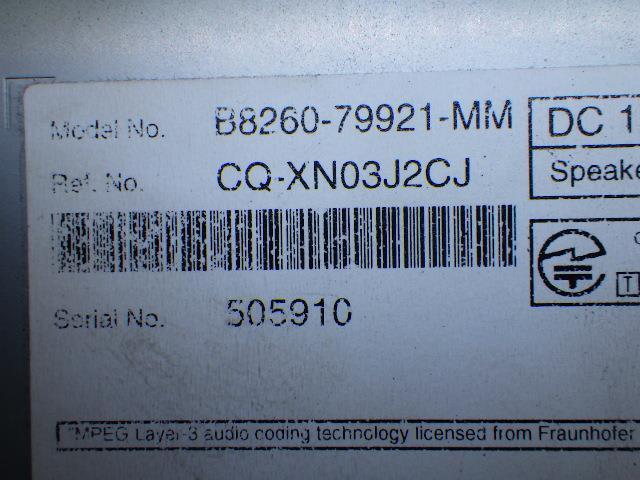 Model No. B8260-79921-MM
DC 1
Ref. No. CQ-XN03J2CJ
Speake
T
Serial No. 505910
"MPEG Layer-3 audio coding technology licensed from Fraunhofer